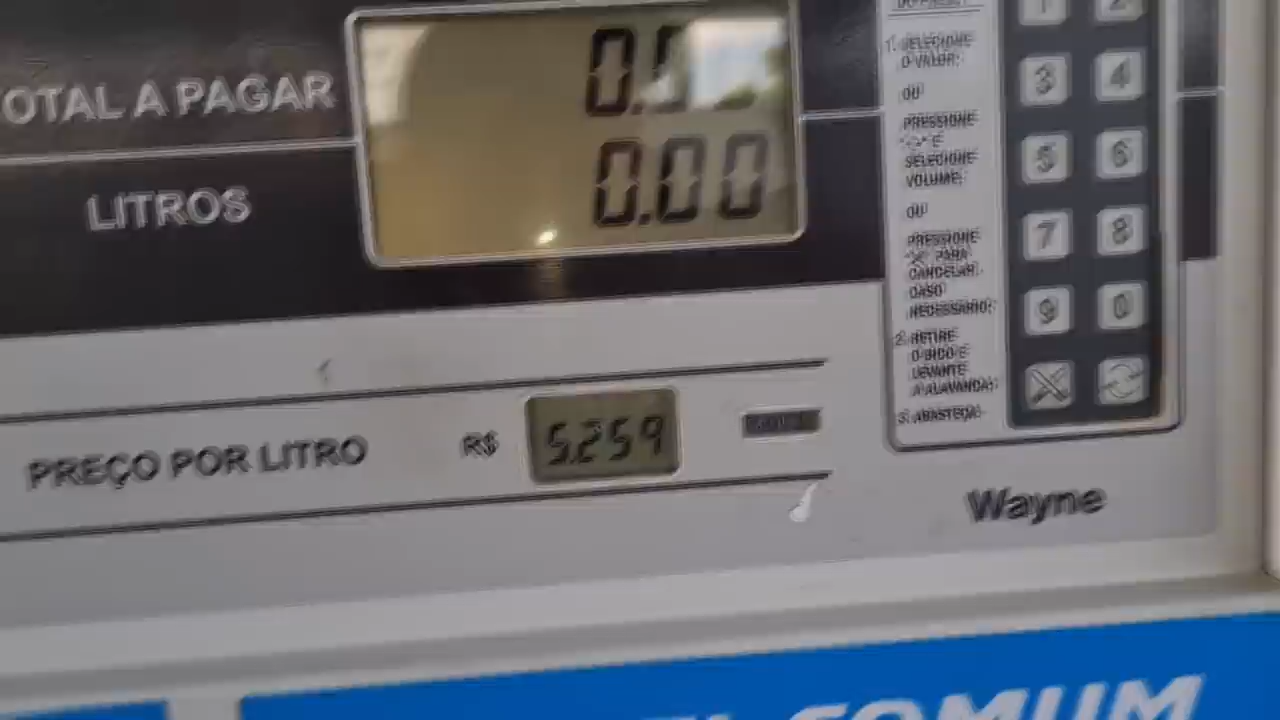 TOTAL A PAGAR
0.0
LITROS
0.00
PREÇO POR LITRO R$ 5.259
1. SELECIONE
O VALOR;
OU
PRESSIONE
SELECIONE
VOLUME;
OU
PRESSIONE
PARA
CANCELAR,
CASO
NECESSÁRIO;
2. RETIRE
O BICO E
LEVANTE
A ALAVANCA;
3. ABASTEÇA.
1 2
3 4
5 6
7 8
9 0
Wayne
COMUM